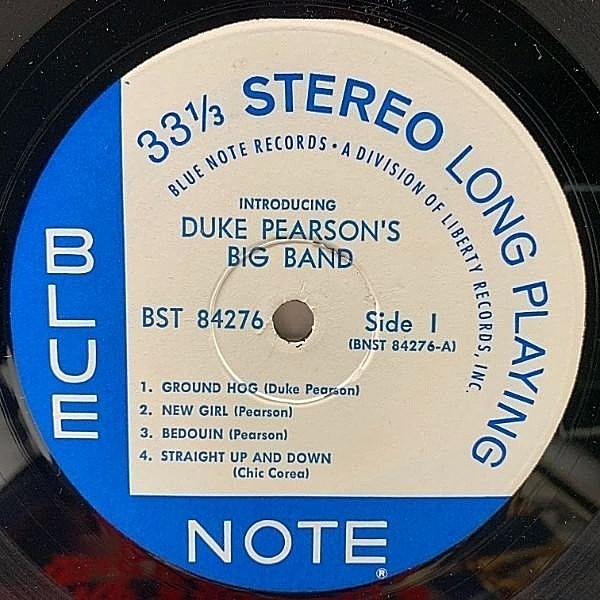 33⅓ STEREO LONG PLAYING
BLUE NOTE RECORDS • A DIVISION OF LIBERTY RECORDS, INC.
INTRODUCING
DUKE PEARSON'S
BIG BAND
BST 84276
Side 1
(BNST 84276-A)
1. GROUND HOG (Duke Pearson)
2. NEW GIRL (Pearson)
3. BEDOUIN (Pearson)
4. STRAIGHT UP AND DOWN
(Chic Corea)
BLUE
NOTE
®